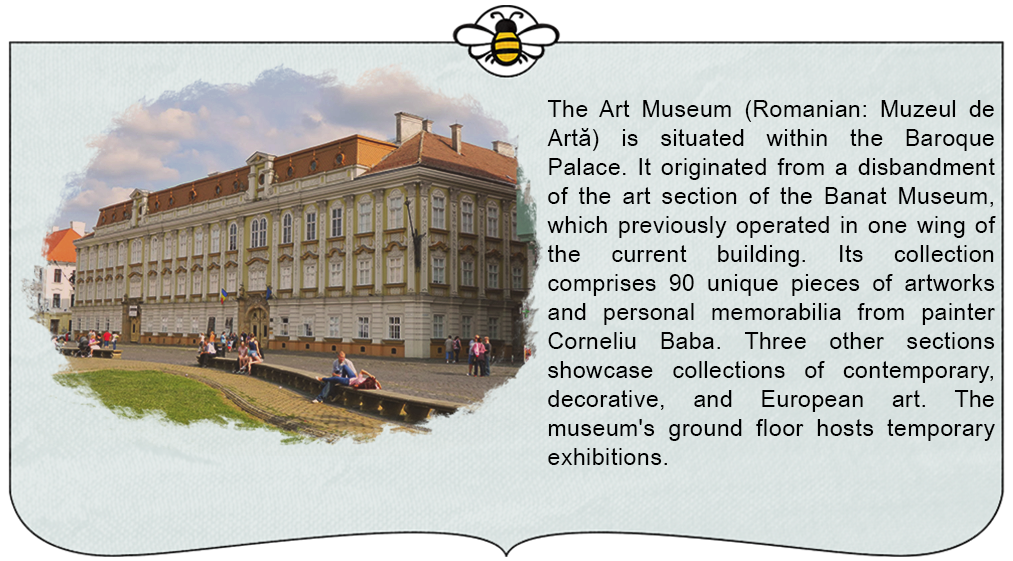 The Art Museum (Romanian: Muzeul de
Artă) is situated within the Baroque
Palace. It originated from a disbandment
of the art section of the Banat Museum,
which previously operated in one wing of
the current building. Its collection
comprises 90 unique pieces of artworks
and personal memorabilia from painter
Corneliu Baba. Three other sections
showcase collections of contemporary,
decorative, and European art. The
museum's ground floor hosts temporary
exhibitions.